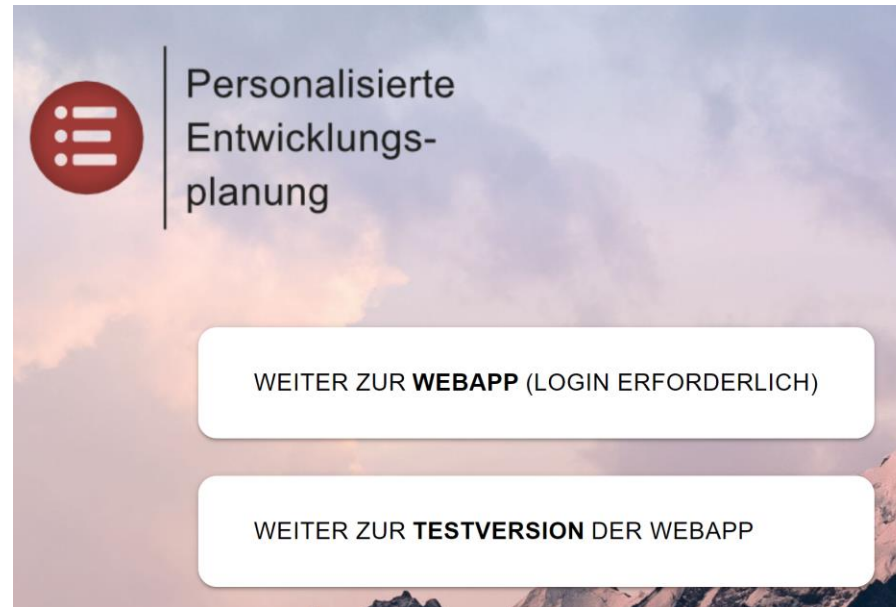 Personalisierte
Entwicklungs-
planung
WEITER ZUR WEBAPP (LOGIN ERFORDERLICH)
WEITER ZUR TESTVERSION DER WEBAPP